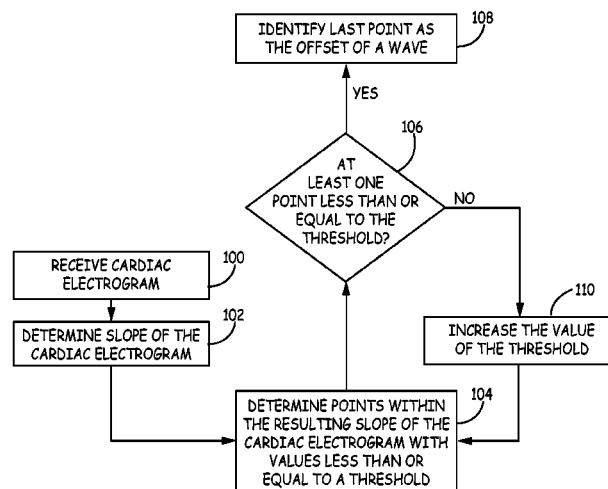 IDENTIFY LAST POINT AS
THE OFFSET OF A WAVE
108
YES
106
AT
LEAST ONE
POINT LESS THAN OR
EQUAL TO THE
THRESHOLD?
NO
RECEIVE CARDIAC
ELECTROGRAM
100
DETERMINE SLOPE OF THE
CARDIAC ELECTROGRAM
102
110
INCREASE THE VALUE
OF THE THRESHOLD
DETERMINE POINTS WITHIN
THE RESULTING SLOPE OF THE
CARDIAC ELECTROGRAM WITH
VALUES LESS THAN OR
EQUAL TO A THRESHOLD
104